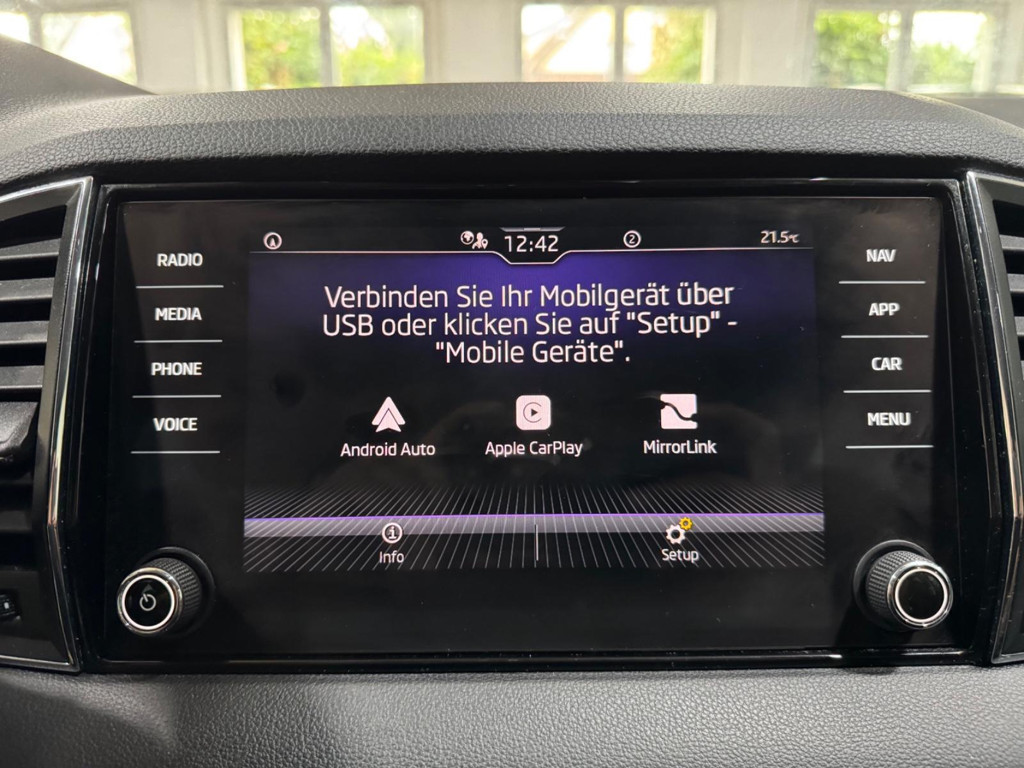 12:42
2
21.5°C
RADIO
MEDIA
PHONE
VOICE
Verbinden Sie Ihr Mobilgerät über
USB oder klicken Sie auf "Setup" -
"Mobile Geräte".
Android Auto
Apple CarPlay
MirrorLink
Info
Setup
NAV
APP
CAR
MENU